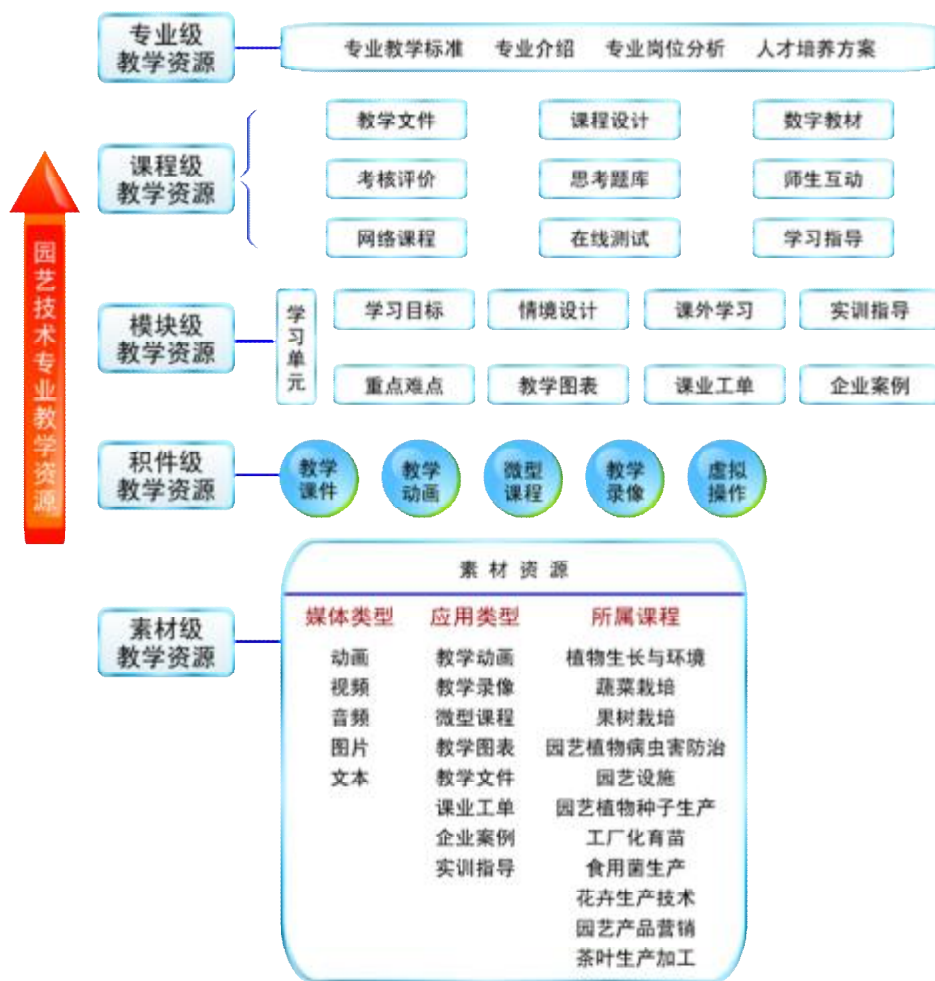 专业级
教学资源
专业教学标准 专业介绍 专业岗位分析 人才培养方案
课程级
教学资源
教学文件 课程设计 数字教材
考核评价 思考题库 师生互动
网络课程 在线测试 学习指导
园艺技术专业教学资源
模块级
教学资源
学习单元
学习目标 情境设计 课外学习 实训指导
重点难点 教学图表 课业工单 企业案例
积件级
教学资源
教学
课件
教学
动画
微型
课程
教学
录像
虚拟
操作
素材级
教学资源
素材资源
媒体类型 应用类型 所属课程
动画 教学动画 植物生长与环境
视频 教学录像 蔬菜栽培
音频 微型课程 果树栽培
图片 教学图表 园艺植物病虫害防治
文本 教学文件 园艺设施
课业工单 园艺植物种子生产
企业案例 工厂化育苗
实训指导 食用菌生产
花卉生产技术
园艺产品营销
茶叶生产加工